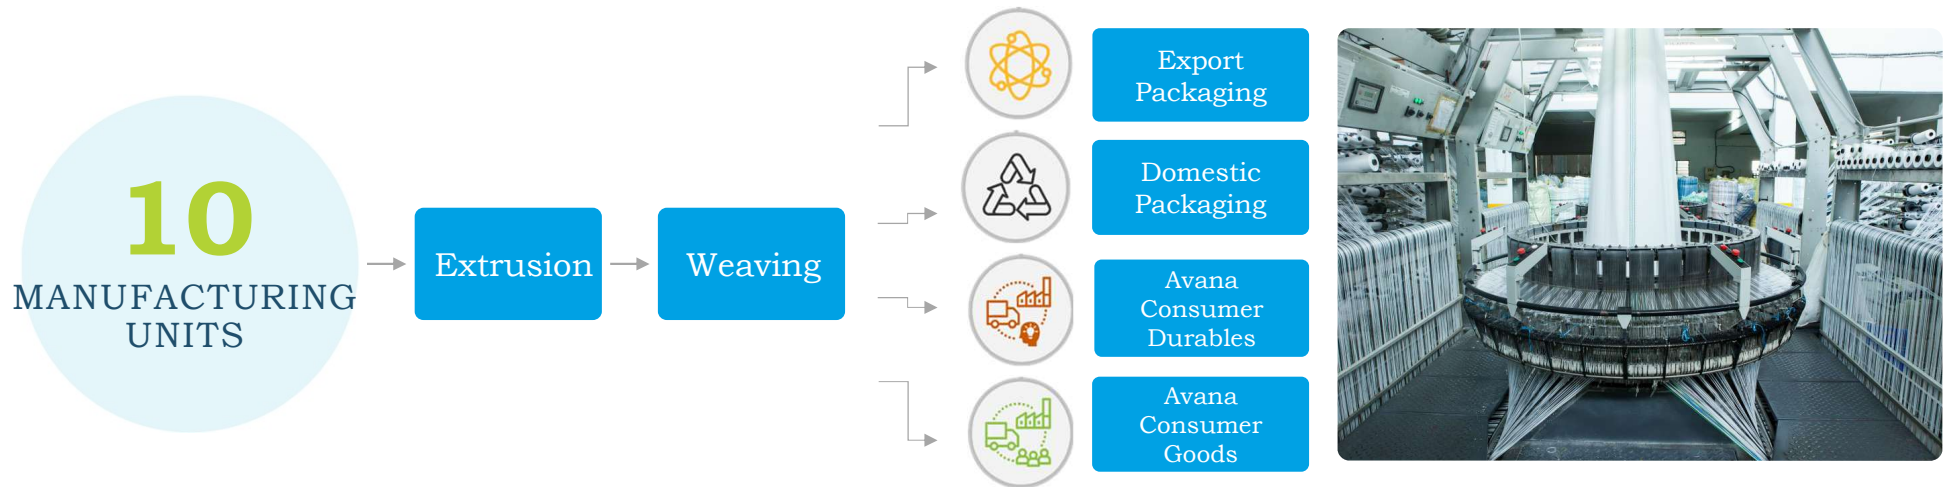 10
MANUFACTURING
UNITS
Extrusion
Weaving
Export
Packaging
Domestic
Packaging
Avana
Consumer
Durables
Avana
Consumer
Goods